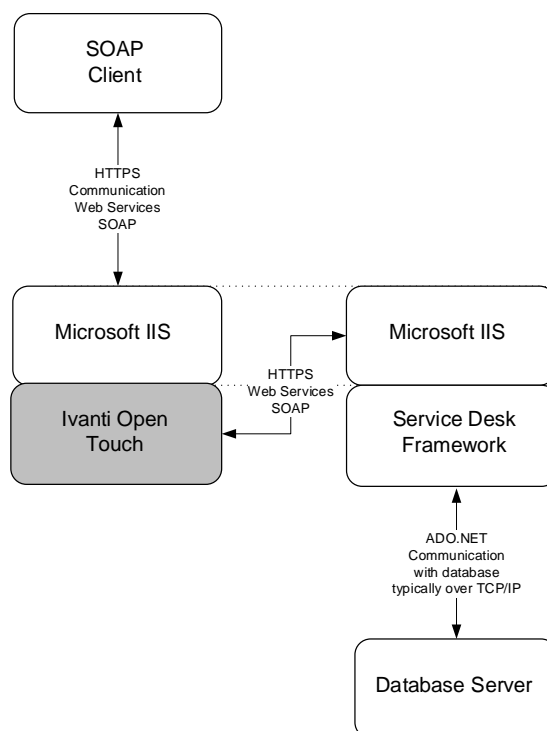 SOAP
Client
HTTPS
Communication
Web Services
SOAP
Microsoft IIS
Microsoft IIS
HTTPS
Web Services
SOAP
Ivanti Open
Touch
Service Desk
Framework
ADO.NET
Communication
with database
typically over TCP/IP
Database Server